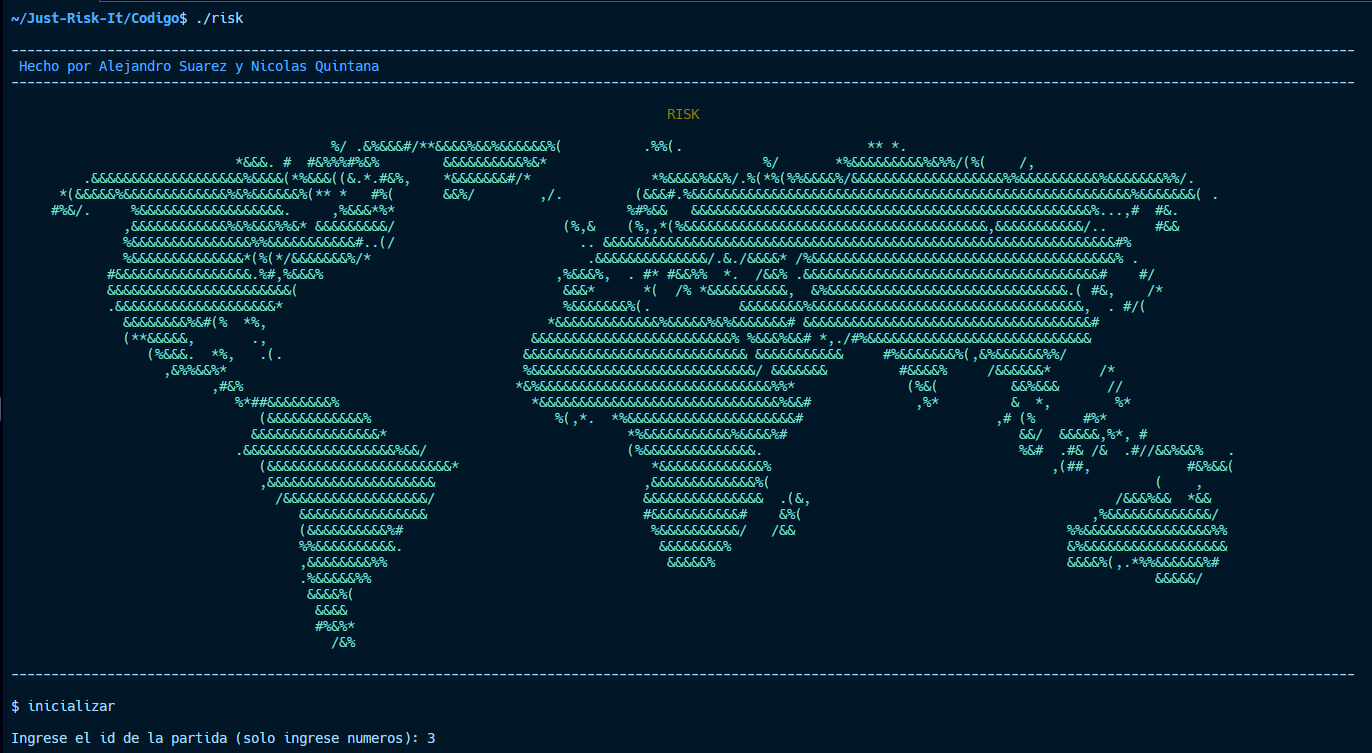 ~/Just-Risk-It/Codigo$ ./risk
Hecho por Alejandro Suarez y Nicolas Quintana
RISK
$ inicializar
Ingrese el id de la partida (solo ingrese numeros): 3